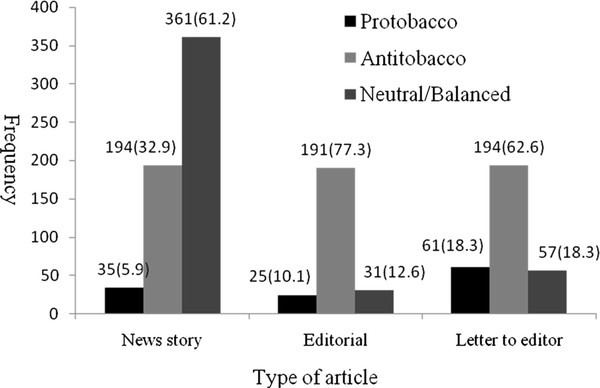 361(61.2)
400
350
300
250
200
150
100
50
0
Frequency
Protobacco
Antitobacco
Neutral/Balanced
194(32.9)
191(77.3)
194(62.6)
35(5.9)
25(10.1)
31(12.6)
61(18.3)
57(18.3)
News story
Editorial
Letter to editor
Type of article